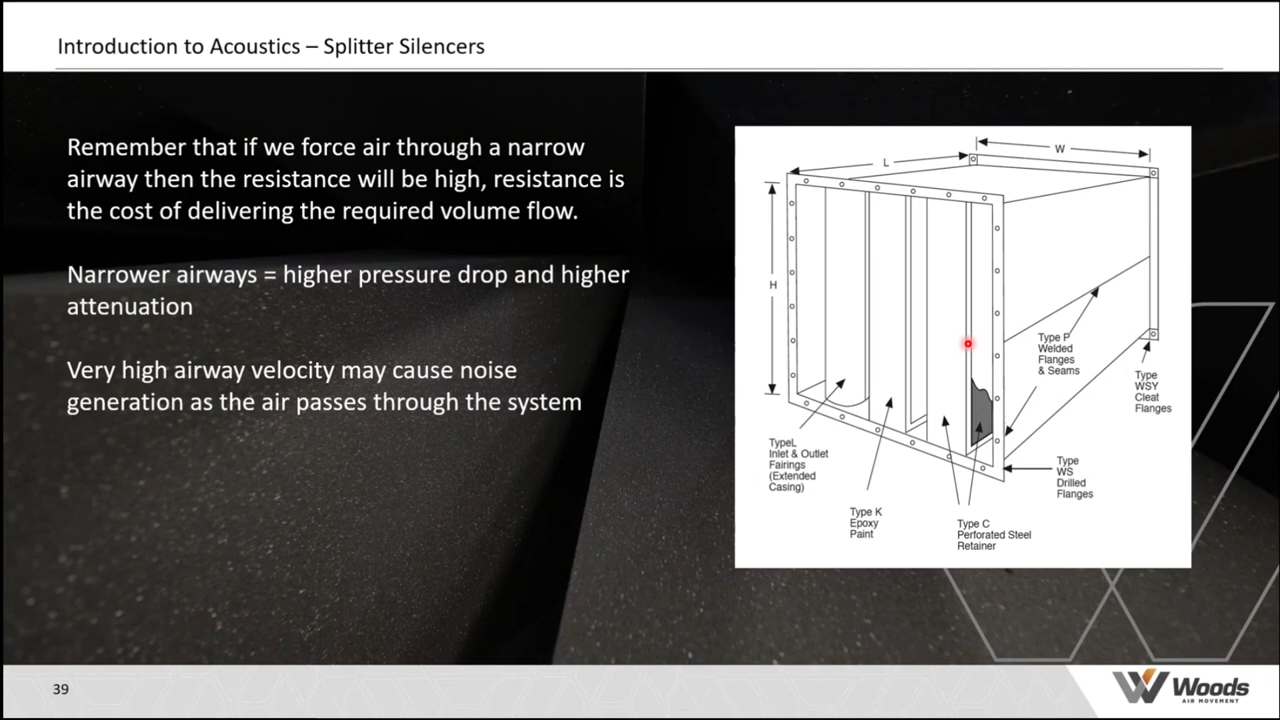 Introduction to Acoustics – Splitter Silencers
Remember that if we force air through a narrow
airway then the resistance will be high, resistance is
the cost of delivering the required volume flow.
Narrower airways = higher pressure drop and higher
attenuation
Very high airway velocity may cause noise
generation as the air passes through the system
W
L
H
Type P
Welded
Flanges
& Seams
Type
WSY
Cleat
Flanges
TypeL
Inlet & Outlet
Fairings
(Extended
Casing)
Type
WS
Drilled
Flanges
Type K
Epoxy
Paint
Type C
Perforated Steel
Retainer
39
Woods
AIR MOVEMENT